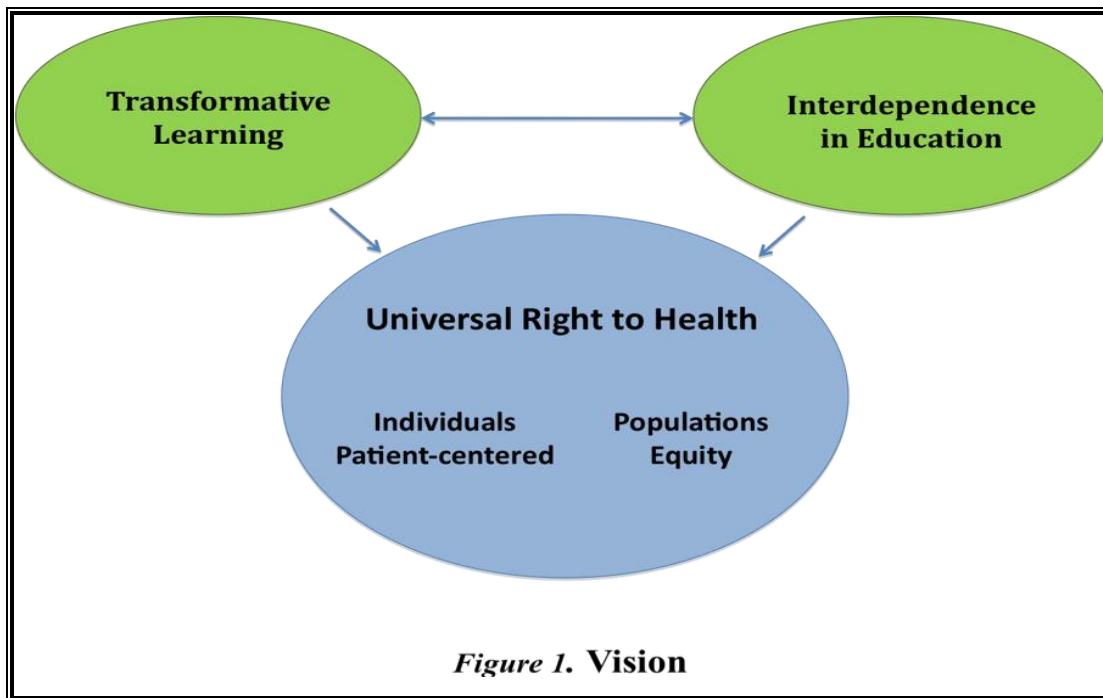 Transformative
Learning
Interdependence
in Education
Universal Right to Health
Individuals
Patient-centered
Populations
Equity
Figure 1. Vision